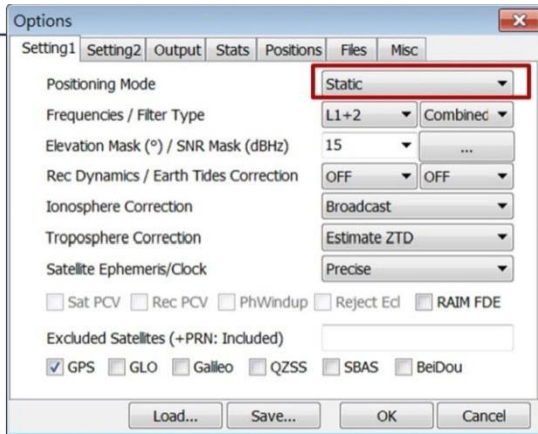 Options
Setting1 Setting2 Output Stats Positions Files Misc
Positioning Mode Static
Frequencies / Filter Type L1+2 Combined
Elevation Mask (°) / SNR Mask (dBHz) 15 ...
Rec Dynamics / Earth Tides Correction OFF OFF
Ionosphere Correction Broadcast
Troposphere Correction Estimate ZTD
Satellite Ephemeris/Clock Precise
Sat PCV Rec PCV PhWindup Reject Ecl RAIM FDE
Excluded Satellites (+PRN: Included)
GPS GLO Galileo QZSS SBAS BeiDou
Load... Save... OK Cancel